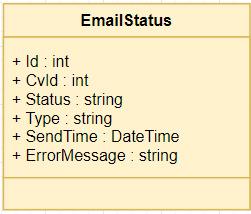 EmailStatus
+ Id : int
+ CvId : int
+ Status : string
+ Type : string
+ SendTime : DateTime
+ ErrorMessage : string